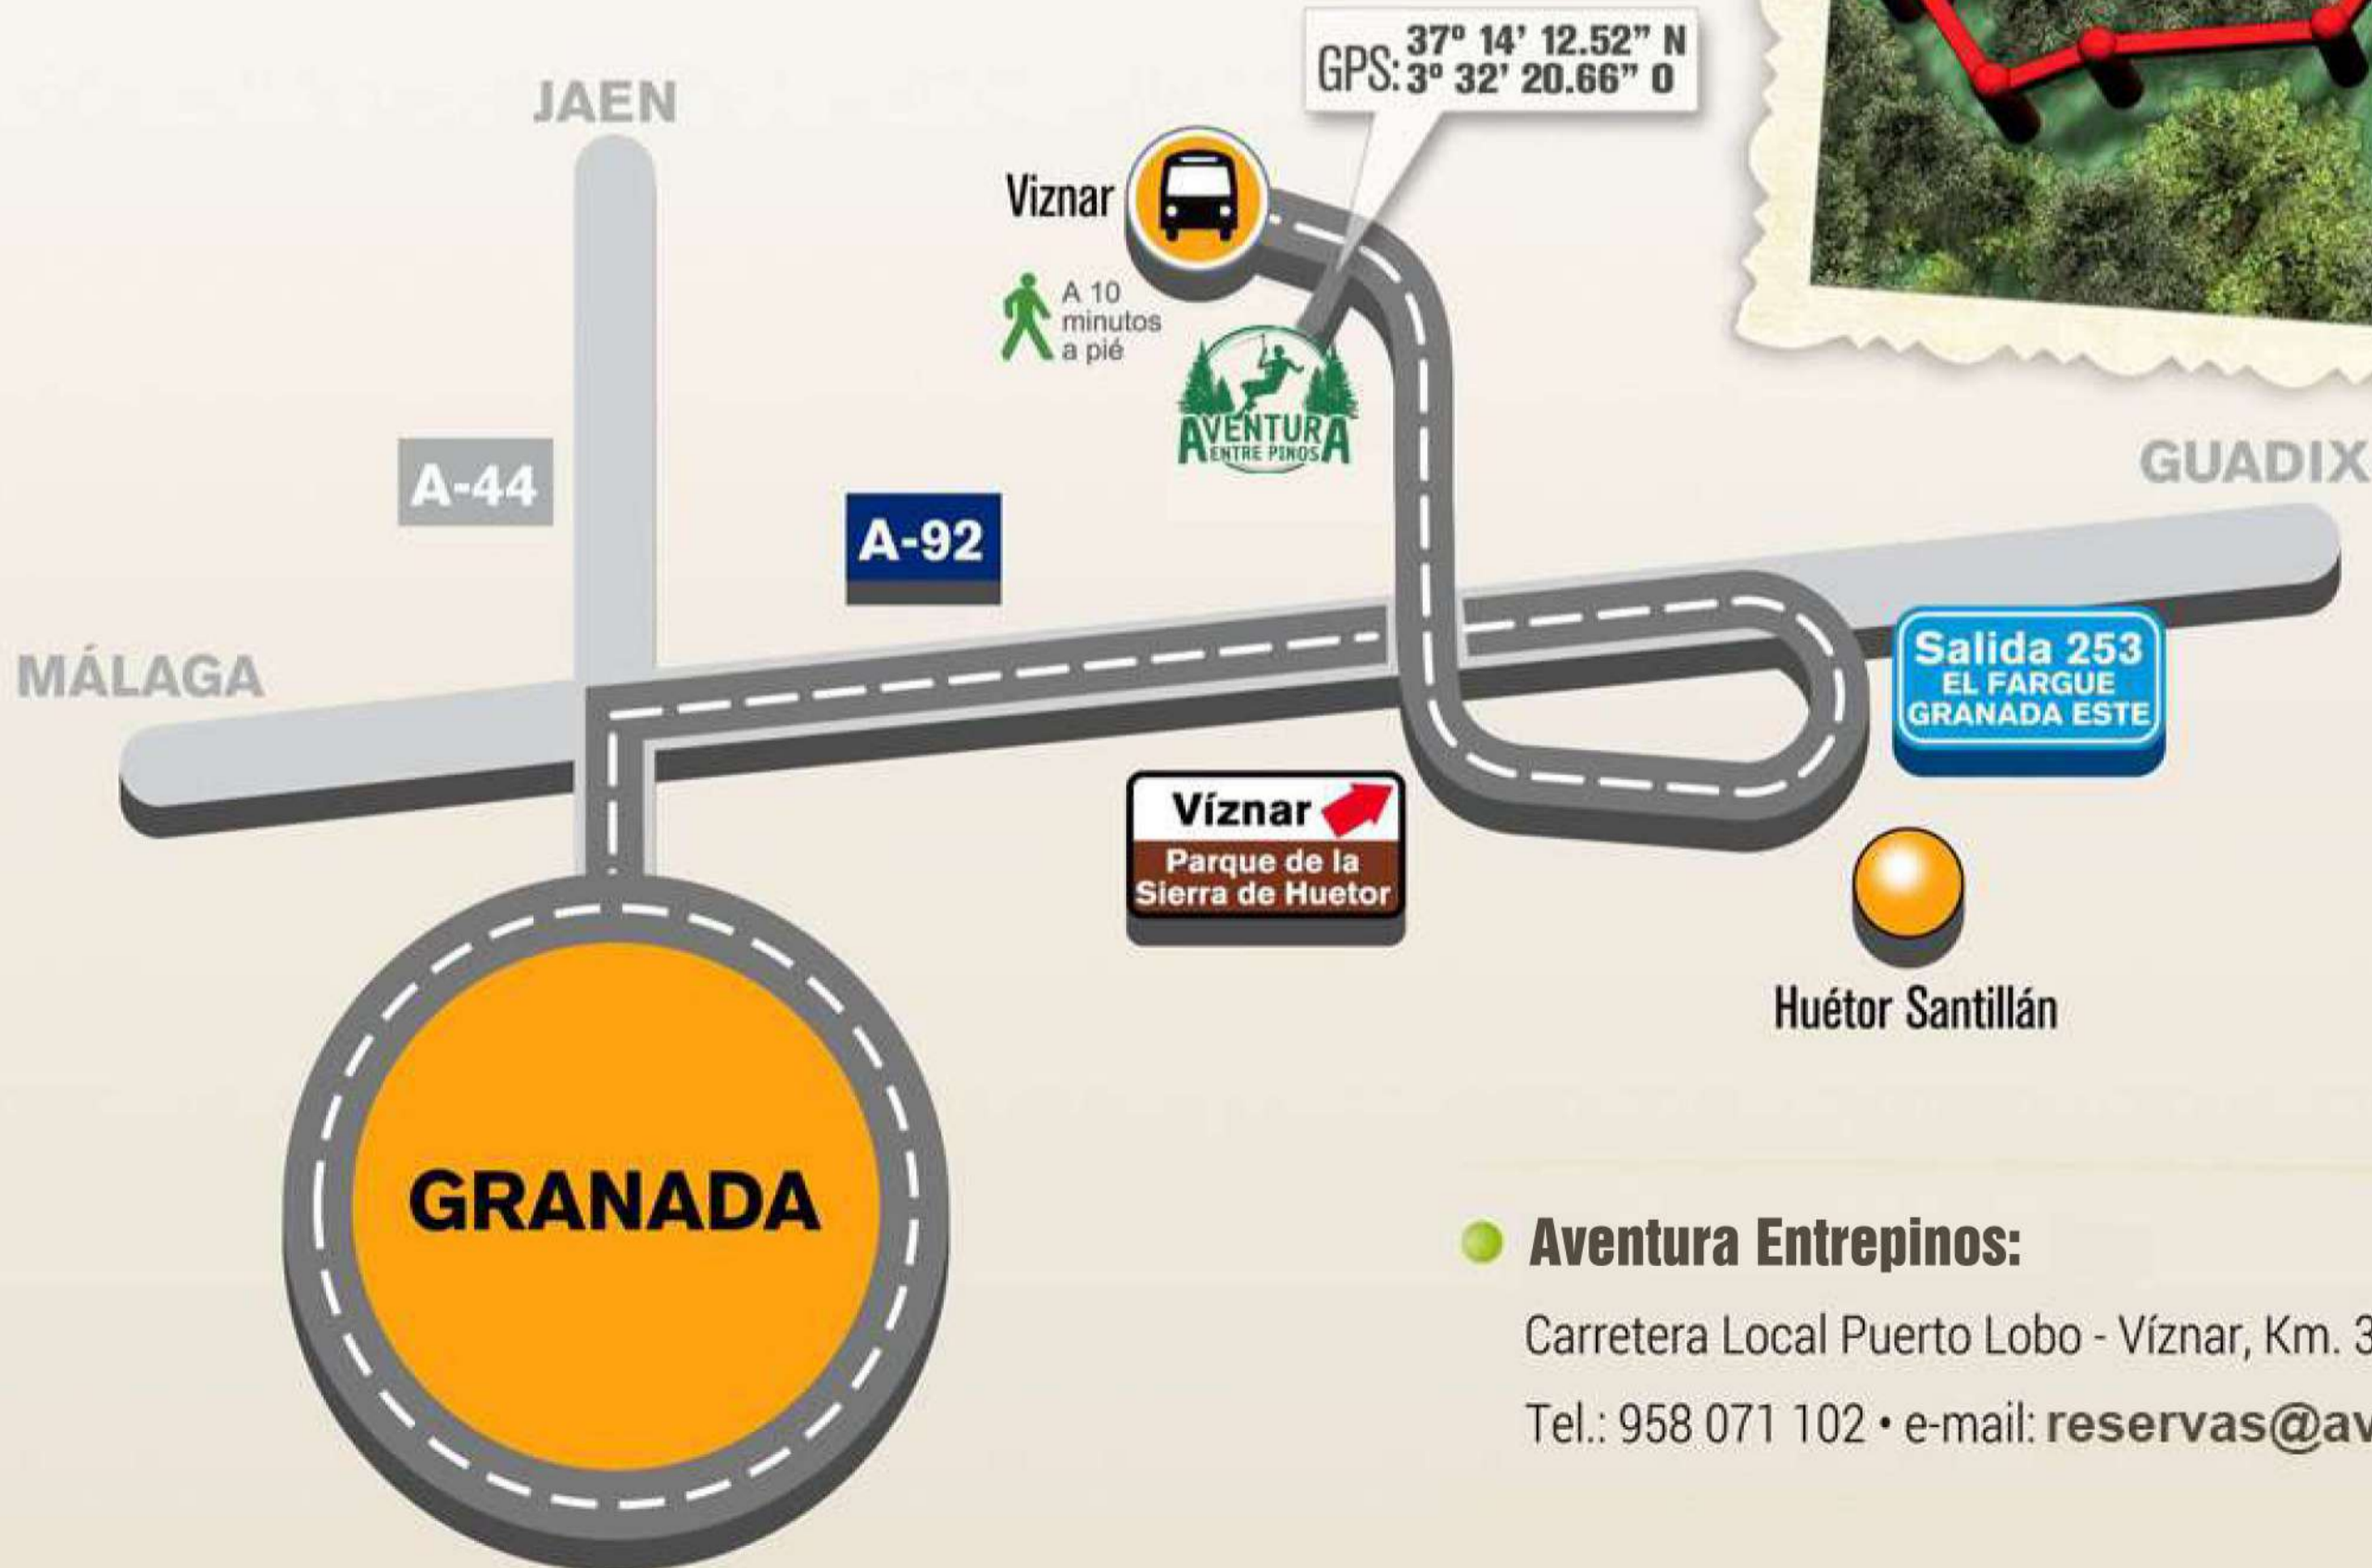 GPS: 37º 14’ 12.52” N
3º 32’ 20.66” O
JAEN
Viznar
A 10
minutos
a pié
AVENTURA
ENTRE PINOS
GUADIX
A-44
A-92
MÁLAGA
Salida 253
EL FARGUE
GRANADA ESTE
Víznar
Parque de la
Sierra de Huetor
Huétor Santillán
GRANADA
Aventura Entrepinos:
Carretera Local Puerto Lobo - Víznar, Km. 3
Tel.: 958 071 102 • e-mail: reservas@av